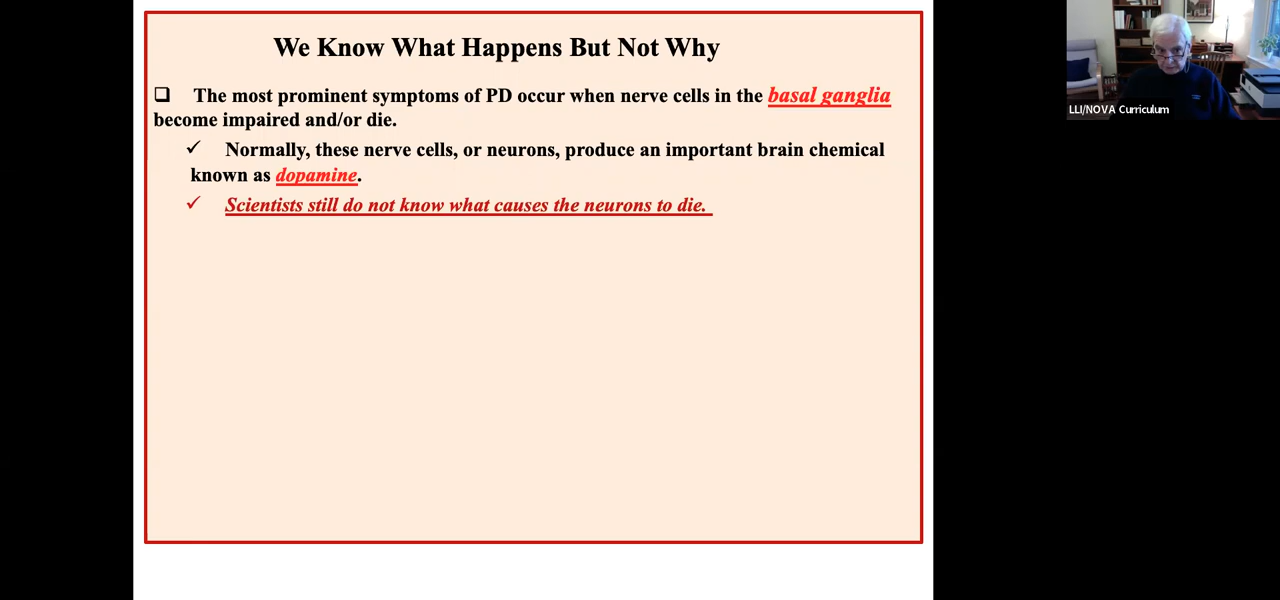 We Know What Happens But Not Why
The most prominent symptoms of PD occur when nerve cells in the basal ganglia
become impaired and/or die.
Normally, these nerve cells, or neurons, produce an important brain chemical
known as dopamine.
Scientists still do not know what causes the neurons to die.
LLI/NOVA Curriculum